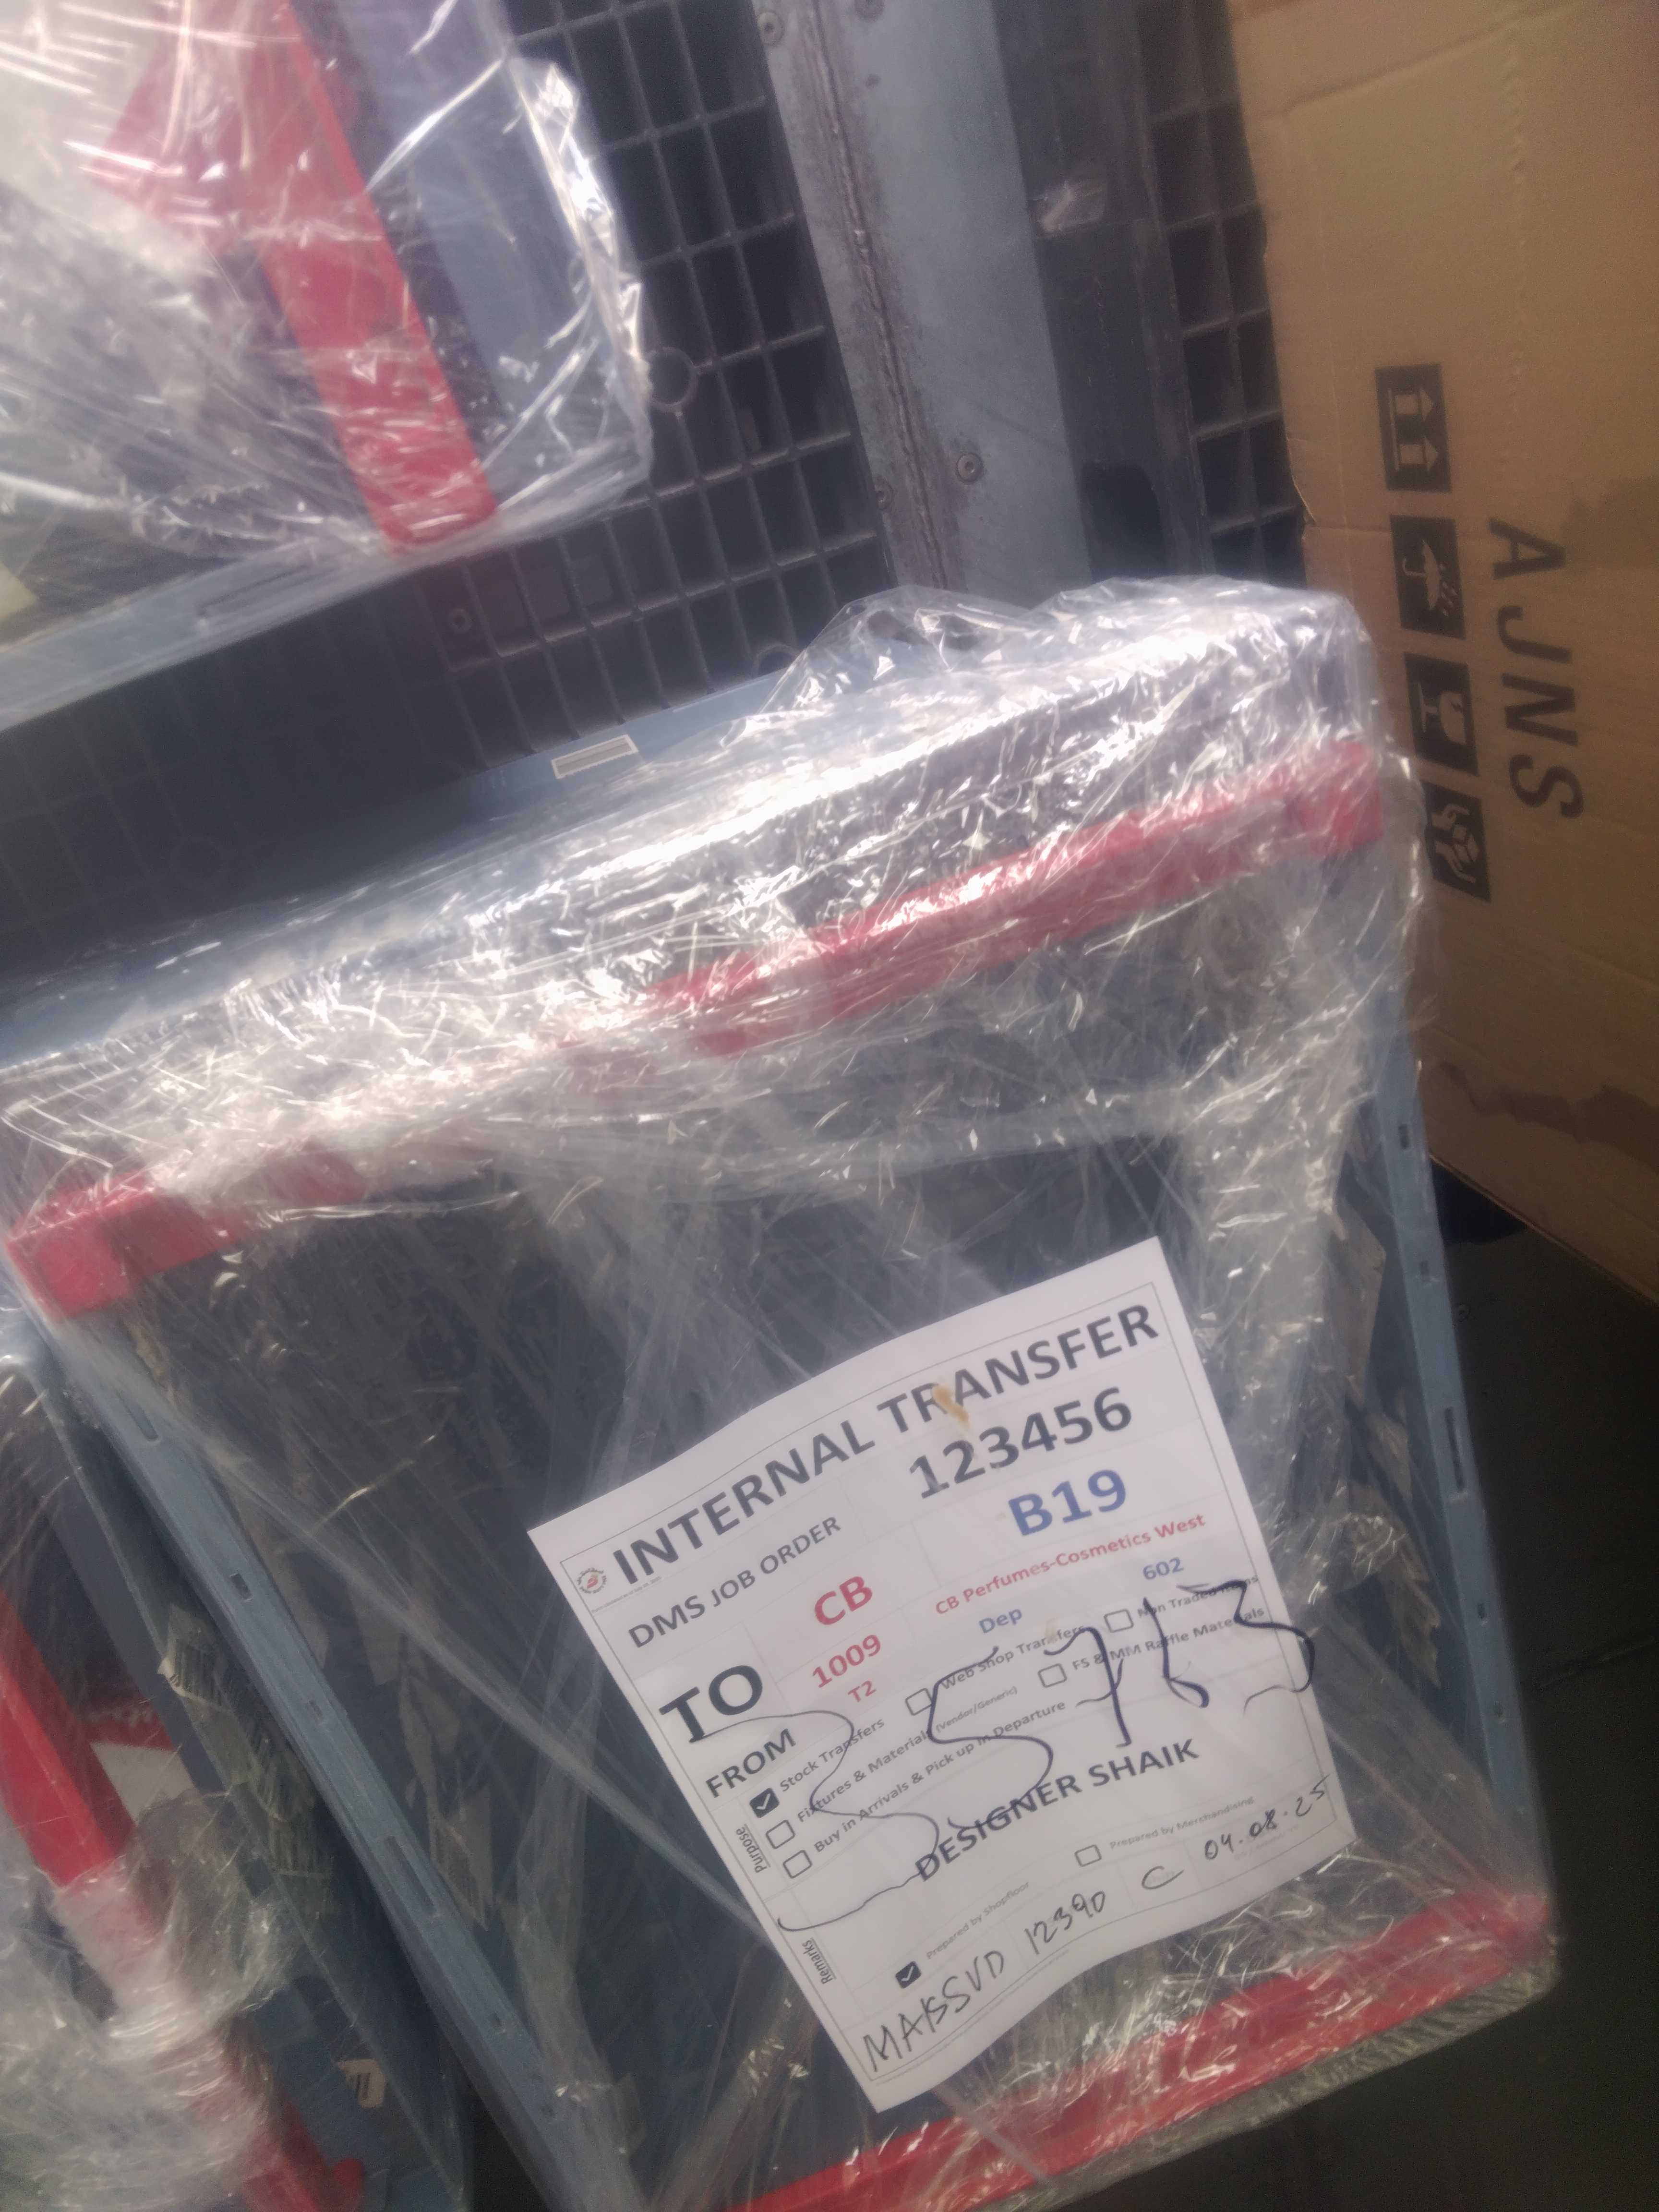 AJNS
INTERNAL TRANSFER
DMS JOB ORDER 123456
TO CB B19
1009 CB Perfumes-Cosmetics West
FROM T2 Dep 602
Purpose
Stock Transfers Web Shop Transfers Non Traded Items
Fixtures & Materials (Vendor/Generic) FS & MM Raffle Materials
Buy in Arrivals & Pick up in Departure
5763
DESIGNER SHAIK
Remarks
Prepared by Shopfloor Prepared by Merchandising
12390 C 04.08.25